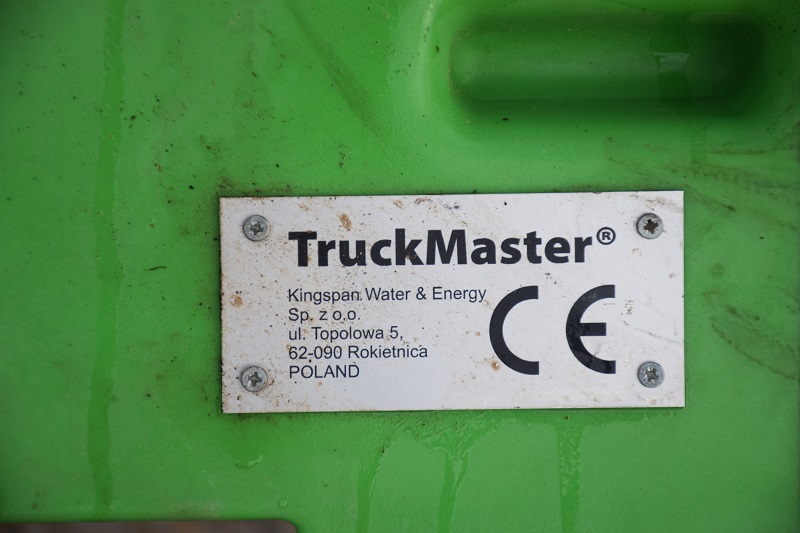 TruckMaster®
Kingspan Water & Energy
Sp. z o.o.
ul. Topolowa 5,
62-090 Rokietnica
POLAND
CE